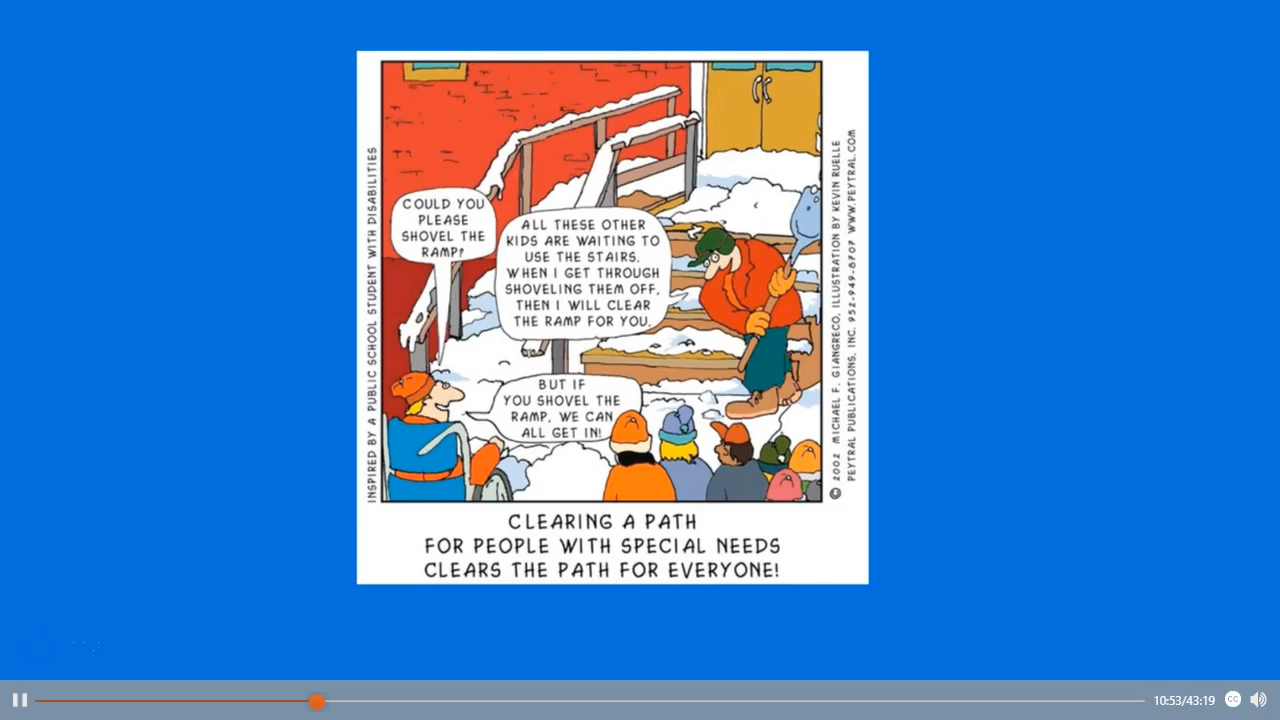 COULD YOU
PLEASE
SHOVEL THE
RAMP?
ALL THESE OTHER
KIDS ARE WAITING TO
USE THE STAIRS.
WHEN I GET THROUGH
SHOVELING THEM OFF,
THEN I WILL CLEAR
THE RAMP FOR YOU.
BUT IF
YOU SHOVEL THE
RAMP, WE CAN
ALL GET IN!
INSPIRED BY A PUBLIC SCHOOL STUDENT WITH DISABILITIES
© 2002 MICHAEL F. GIANGRECO, ILLUSTRATION BY KEVIN RUELLE
PEYTRAL PUBLICATIONS, INC. 952-949-8707 WWW.PEYTRAL.COM
CLEARING A PATH
FOR PEOPLE WITH SPECIAL NEEDS
CLEARS THE PATH FOR EVERYONE!
10:53/43:19
CC